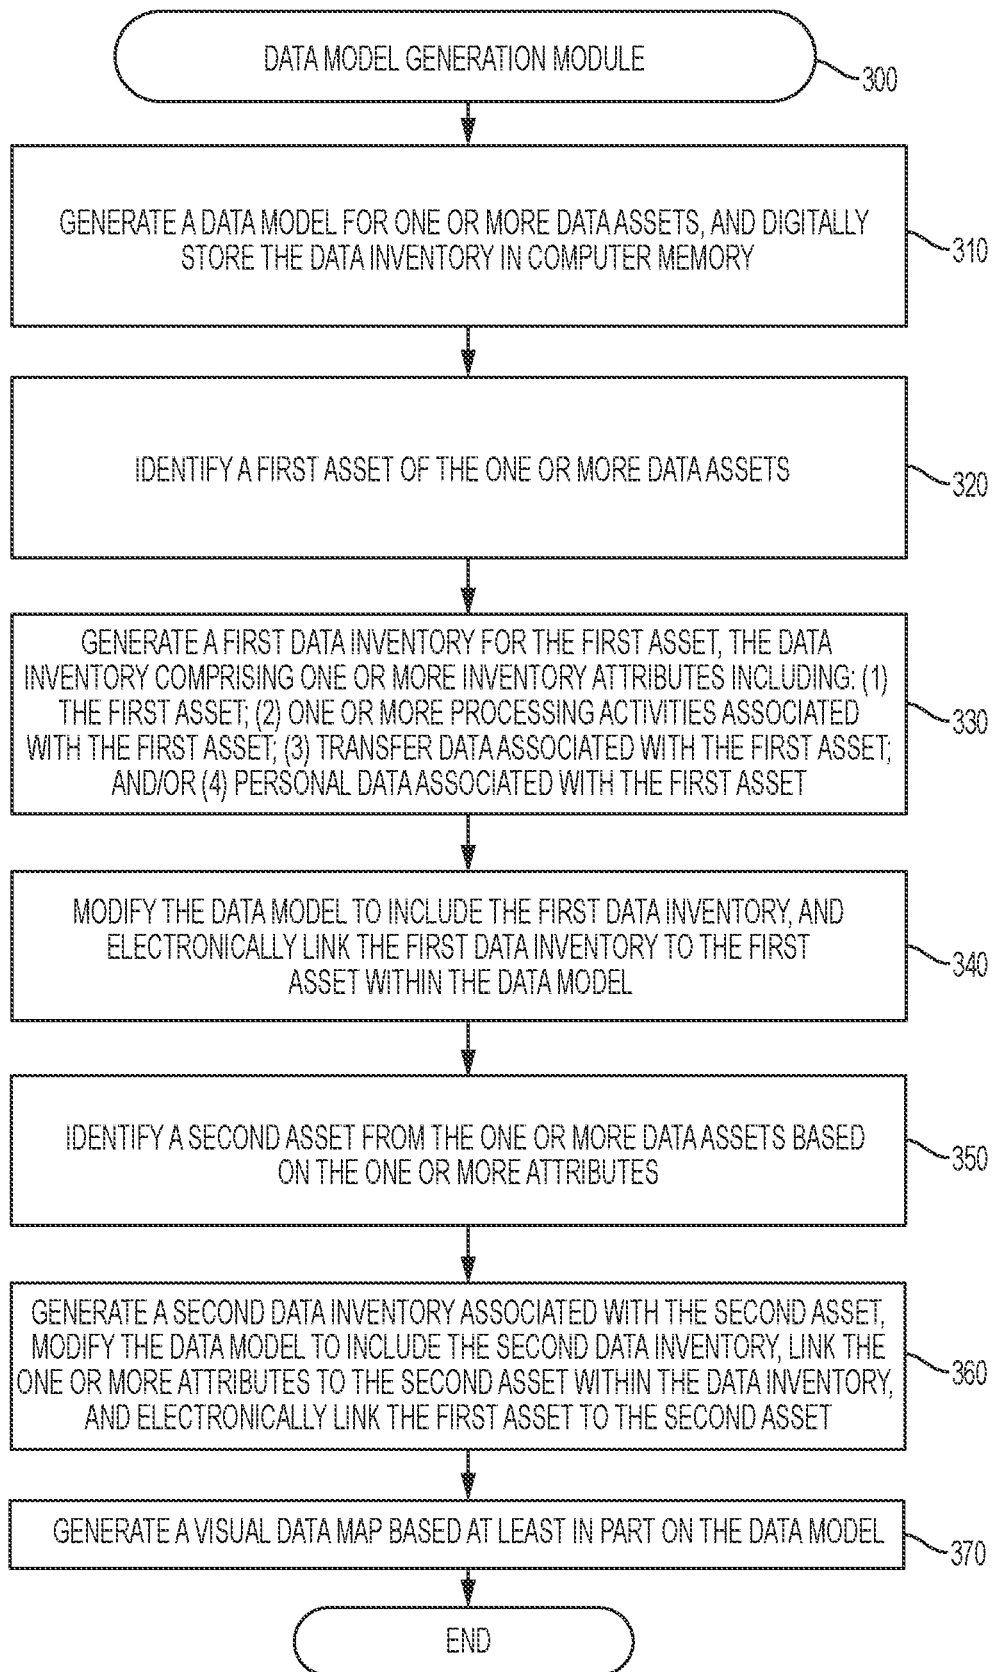 DATA MODEL GENERATION MODULE
300
GENERATE A DATA MODEL FOR ONE OR MORE DATA ASSETS, AND DIGITALLY
STORE THE DATA INVENTORY IN COMPUTER MEMORY
310
IDENTIFY A FIRST ASSET OF THE ONE OR MORE DATA ASSETS
320
GENERATE A FIRST DATA INVENTORY FOR THE FIRST ASSET, THE DATA
INVENTORY COMPRISING ONE OR MORE INVENTORY ATTRIBUTES INCLUDING: (1)
THE FIRST ASSET; (2) ONE OR MORE PROCESSING ACTIVITIES ASSOCIATED
WITH THE FIRST ASSET; (3) TRANSFER DATA ASSOCIATED WITH THE FIRST ASSET;
AND/OR (4) PERSONAL DATA ASSOCIATED WITH THE FIRST ASSET
330
MODIFY THE DATA MODEL TO INCLUDE THE FIRST DATA INVENTORY, AND
ELECTRONICALLY LINK THE FIRST DATA INVENTORY TO THE FIRST
ASSET WITHIN THE DATA MODEL
340
IDENTIFY A SECOND ASSET FROM THE ONE OR MORE DATA ASSETS BASED
ON THE ONE OR MORE ATTRIBUTES
350
GENERATE A SECOND DATA INVENTORY ASSOCIATED WITH THE SECOND ASSET,
MODIFY THE DATA MODEL TO INCLUDE THE SECOND DATA INVENTORY, LINK THE
ONE OR MORE ATTRIBUTES TO THE SECOND ASSET WITHIN THE DATA INVENTORY,
AND ELECTRONICALLY LINK THE FIRST ASSET TO THE SECOND ASSET
360
GENERATE A VISUAL DATA MAP BASED AT LEAST IN PART ON THE DATA MODEL
370
END